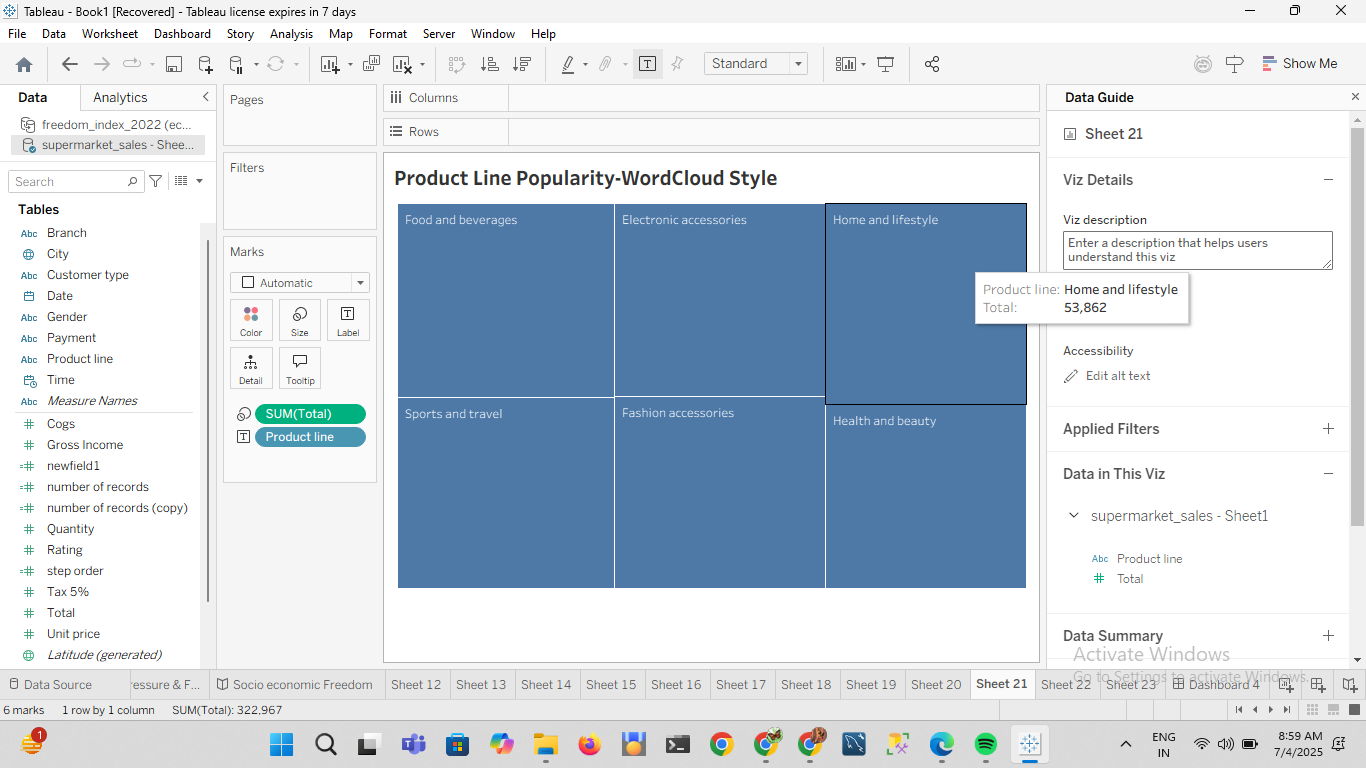 Tableau - Book1 [Recovered] - Tableau license expires in 7 days
File Data Worksheet Dashboard Story Analysis Map Format Server Window Help
Standard
Show Me
Data Analytics
freedom_index_2022 (ec...
supermarket_sales - Shee...
Search
Tables
Abc Branch
City
Abc Customer type
Date
Abc Gender
Abc Payment
Abc Product line
Time
Abc Measure Names
# Cogs
# Gross Income
=# newfield1
=# number of records
=# number of records (copy)
# Quantity
# Rating
=# step order
# Tax 5%
# Total
# Unit price
Latitude (generated)
Pages
Filters
Marks
Automatic
Color Size Label
Detail Tooltip
SUM(Total)
Product line
Columns
Rows
Product Line Popularity-WordCloud Style
Food and beverages
Electronic accessories
Home and lifestyle
Sports and travel
Fashion accessories
Health and beauty
Product line: Home and lifestyle
Total: 53,862
Data Guide
Sheet 21
Viz Details
Viz description
Enter a description that helps users
understand this viz
Accessibility
Edit alt text
Applied Filters
Data in This Viz
supermarket_sales - Sheet1
Abc Product line
# Total
Data Summary
Activate Windows
Go to Settings to activate Windows.
Data Source ressure & F... Socio economic Freedom Sheet 12 Sheet 13 Sheet 14 Sheet 15 Sheet 16 Sheet 17 Sheet 18 Sheet 19 Sheet 20 Sheet 21 Sheet 22 Sheet 23 Dashboard 4
6 marks 1 row by 1 column SUM(Total): 322,967
1
ENG
IN
8:59 AM
7/4/2025